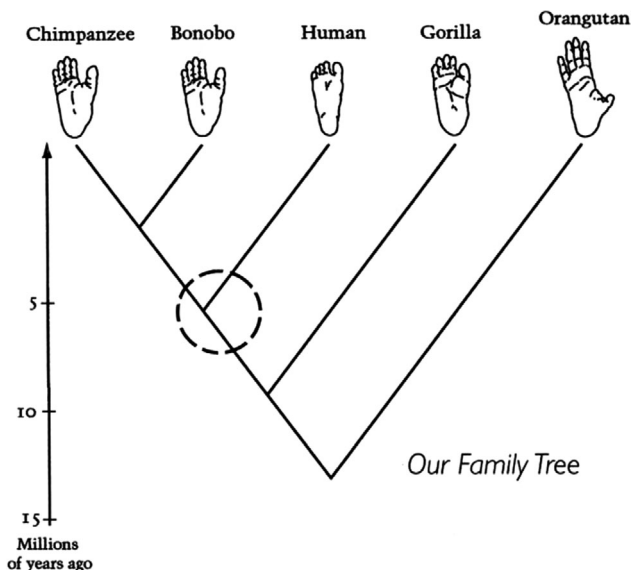 Chimpanzee Bonobo Human Gorilla Orangutan
5
10
15
Our Family Tree
Millions
of years ago